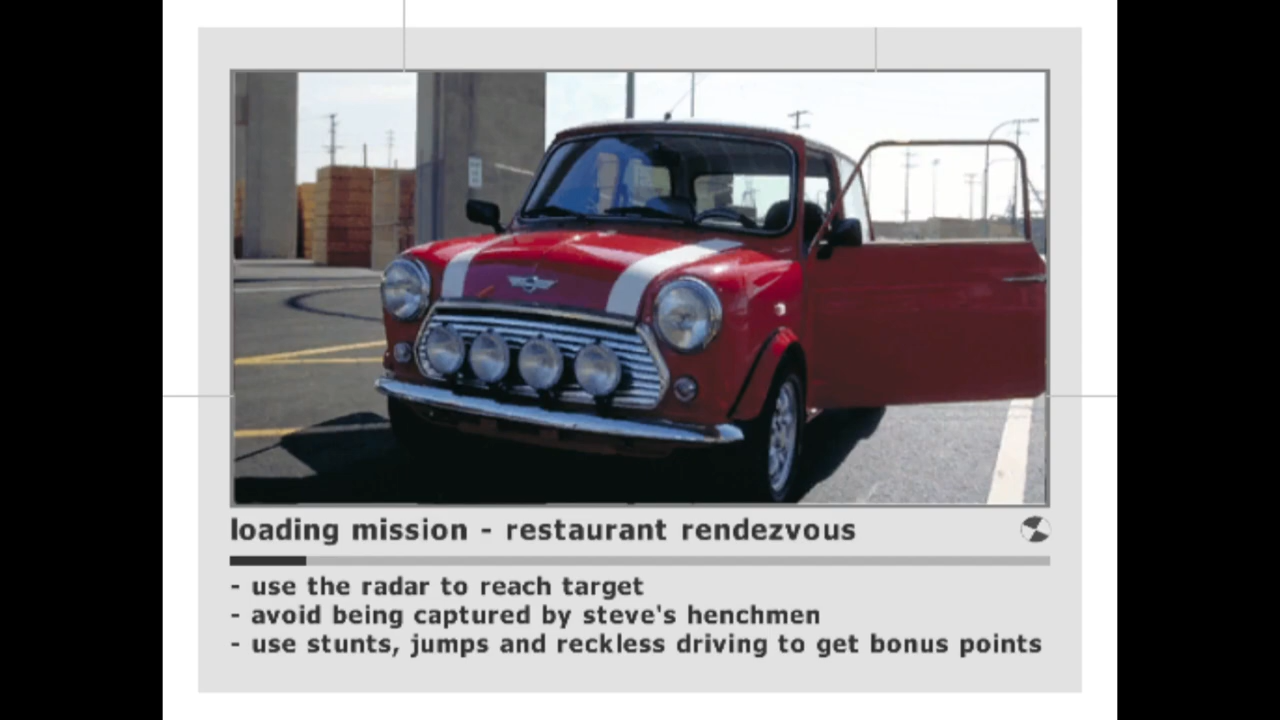 loading mission - restaurant rendezvous
- use the radar to reach target
- avoid being captured by steve's henchmen
- use stunts, jumps and reckless driving to get bonus points